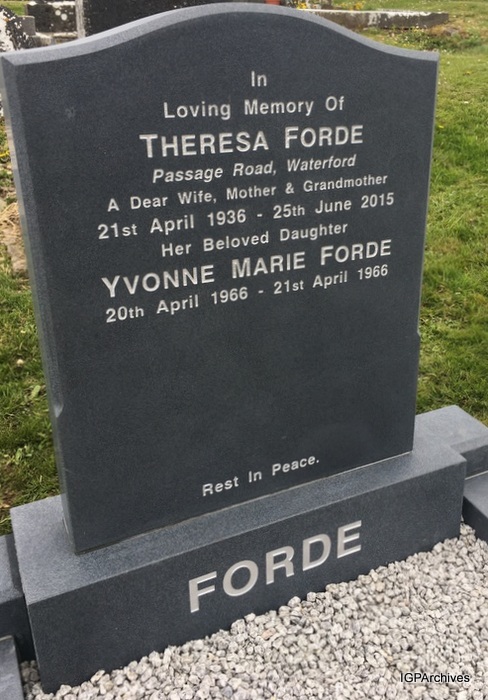 In
Loving Memory Of
THERESA FORDE
Passage Road, Waterford
A Dear Wife, Mother & Grandmother
21st April 1936 - 25th June 2015
Her Beloved Daughter
YVONNE MARIE FORDE
20th April 1966 - 21st April 1966
Rest In Peace.
FORDE
IGPArchives